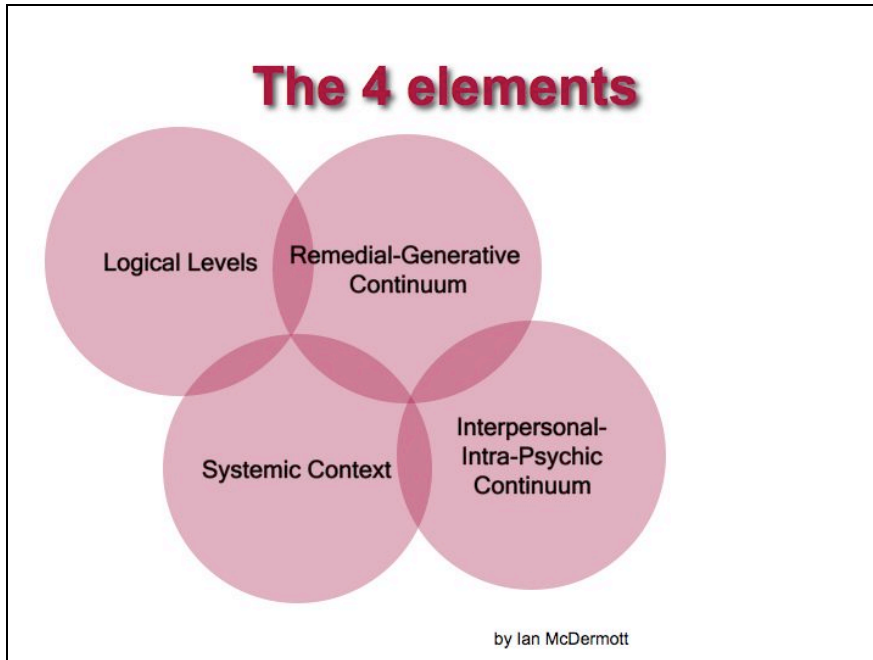 The 4 elements
Logical Levels
Remedial-Generative
Continuum
Systemic Context
Interpersonal-
Intra-Psychic
Continuum
by Ian McDermott